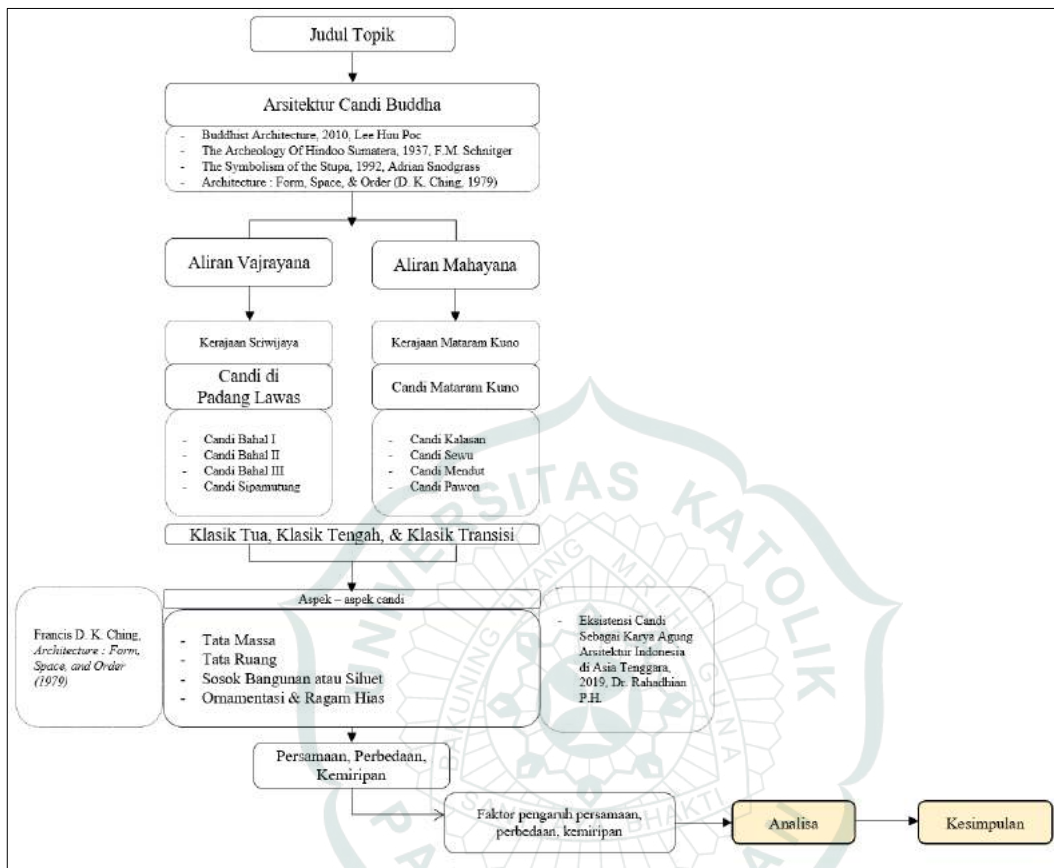 Judul Topik
Arsitektur Candi Buddha
- Buddhist Architecture, 2010, Lee Huu Poc
- The Archeology Of Hindoo Sumatera, 1937, F.M. Schnitger
- The Symbolism of the Stupa, 1992, Adrian Snodgrass
- Architecture : Form, Space, & Order (D. K. Ching, 1979)
Aliran Vajrayana
Aliran Mahayana
Kerajaan Sriwijaya
Kerajaan Mataram Kuno
Candi di
Padang Lawas
Candi Mataram Kuno
- Candi Bahal I
- Candi Bahal II
- Candi Bahal III
- Candi Sipamutung
- Candi Kalasan
- Candi Sewu
- Candi Mendut
- Candi Pawon
Klasik Tua, Klasik Tengah, & Klasik Transisi
Aspek – aspek candi
Francis D. K. Ching,
Architecture : Form,
Space, and Order
(1979)
- Tata Massa
- Tata Ruang
- Sosok Bangunan atau Siluet
- Ornamentasi & Ragam Hias
- Eksistensi Candi
Sebagai Karya Agung
Arsitektur Indonesia
di Asia Tenggara,
2019, Dr. Rahadhian
P.H.
Persamaan, Perbedaan,
Kemiripan
Faktor pengaruh persamaan,
perbedaan, kemiripan
Analisa
Kesimpulan
UNIVERSITAS KATOLIK